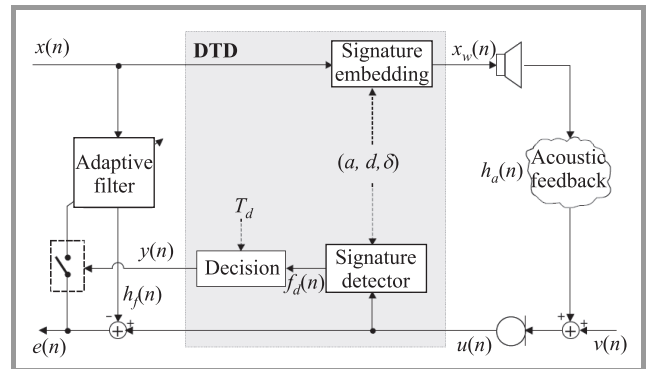 x(n)
DTD
Signature
embedding
x_w(n)
Adaptive
filter
(a, d, δ)
h_a(n)
Acoustic
feedback
T_d
y(n)
Decision
f_d(n)
Signature
detector
h_f(n)
- +
+
+ +
+
e(n)
u(n)
v(n)